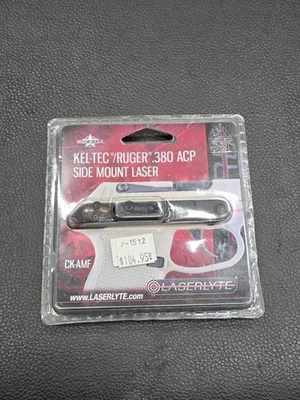 KEL-TEC®/RUGER® .380 ACP
SIDE MOUNT LASER
/-1512
$104.95
CK-AMF
www.LASERLYTE.com
LASERLYTE